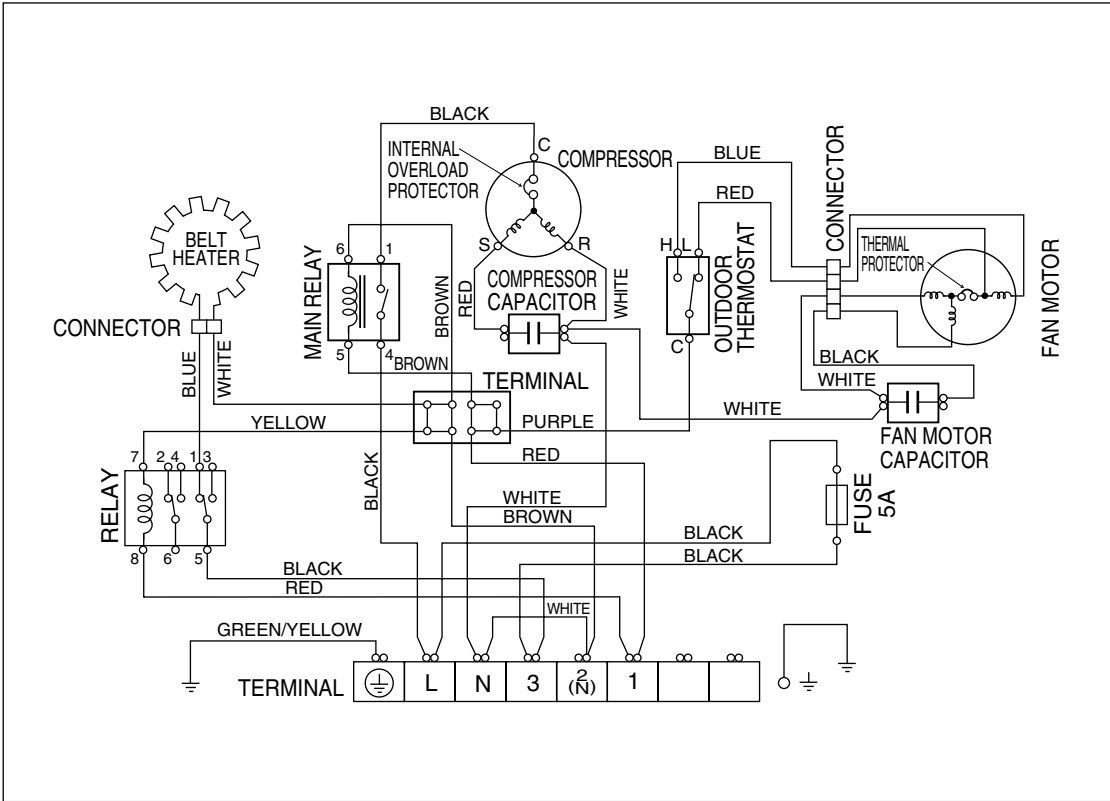 BLACK
C
INTERNAL
OVERLOAD
PROTECTOR
COMPRESSOR
BLUE
RED
CONNECTOR
BELT
HEATER
6
1
S
R
H
L
THERMAL
PROTECTOR
FAN MOTOR
MAIN RELAY
BROWN
RED
COMPRESSOR
CAPACITOR
WHITE
OUTDOOR
THERMOSTAT
CONNECTOR
5
4
BROWN
C
BLACK
BLUE
WHITE
TERMINAL
WHITE
WHITE
YELLOW
PURPLE
FAN MOTOR
CAPACITOR
7
2
4
1
3
RED
BLACK
WHITE
FUSE
5A
RELAY
BROWN
BLACK
BLACK
8
6
5
BLACK
RED
WHITE
GREEN/YELLOW
TERMINAL
L
N
3
2
(N)
1